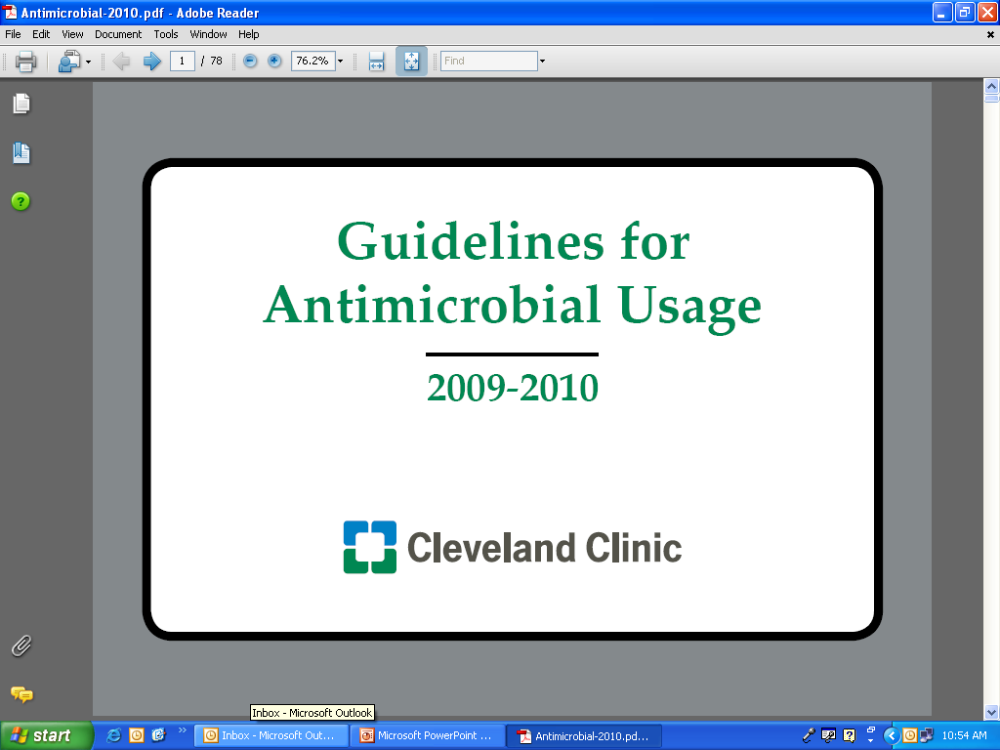 Antimicrobial-2010.pdf - Adobe Reader
File Edit View Document Tools Window Help
1 / 78 76.2% Find
Guidelines for
Antimicrobial Usage
2009-2010
Cleveland Clinic
Inbox - Microsoft Outlook
start Inbox - Microsoft Out... Microsoft PowerPoint ... Antimicrobial-2010.pd... 10:54 AM